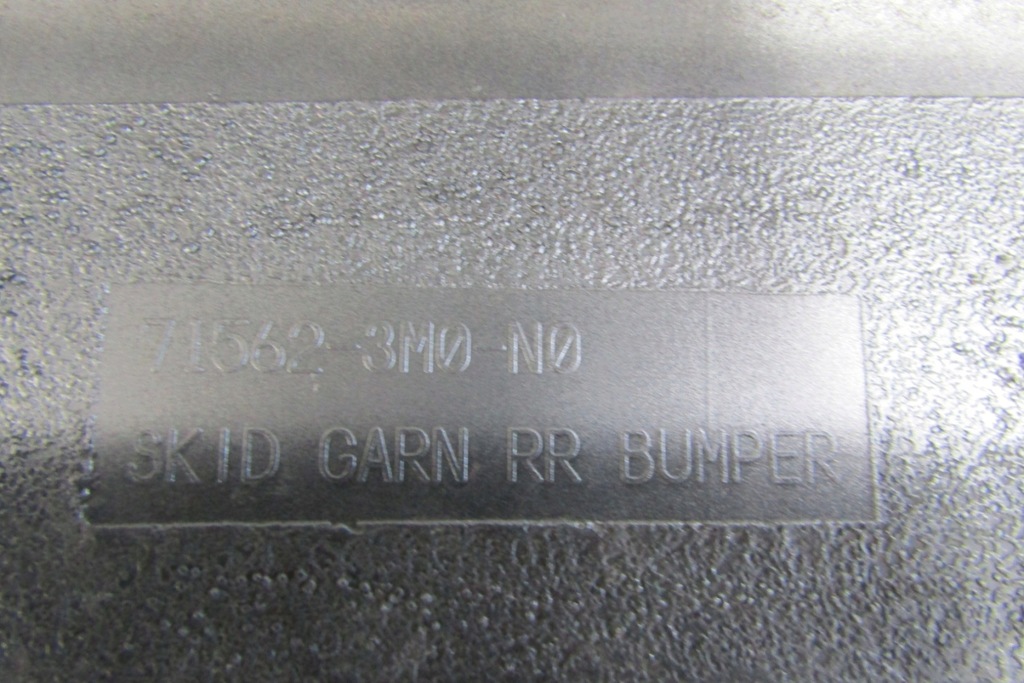 71562-3M0-N0
SKID GARN RR BUMPER